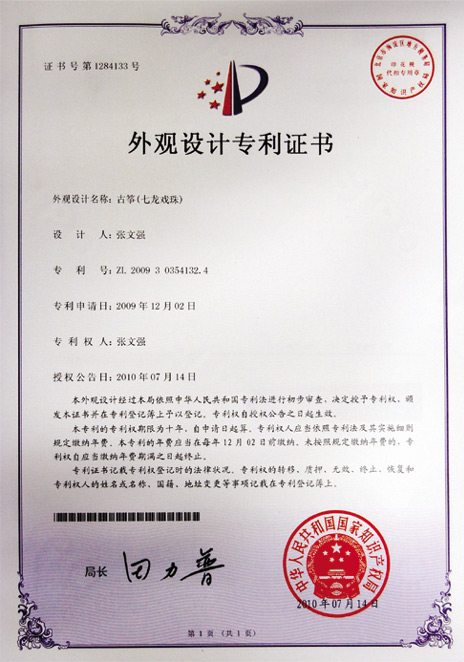 证书号第1284133号
印花税
代扣专用章
国家知识产权局
外观设计专利证书
外观设计名称：古筝(七龙戏珠)
设计人：张文强
专利号：ZL 2009 3 0354132.4
专利申请日：2009年12月02日
专利权人：张文强
授权公告日：2010年07月14日
本外观设计经过本局依照中华人民共和国专利法进行初步审查，决定授予专利权，颁
发本证书并在专利登记簿上予以登记。专利权自授权公告之日起生效。
本专利的专利权期限为十年，自申请日起算。专利权人应当依照专利法及其实施细则
规定缴纳年费。本专利的年费应当在每年12月02日前缴纳。未按照规定缴纳年费的，专利
权自应当缴纳年费期满之日起终止。
专利证书记载专利权登记时的法律状况。专利权的转移、质押、无效、终止、恢复和
专利权人的姓名或名称、国籍、地址变更等事项记载在专利登记簿上。
局长 田力普
中华人民共和国国家知识产权局
2010年07月14日
第1页（共1页）